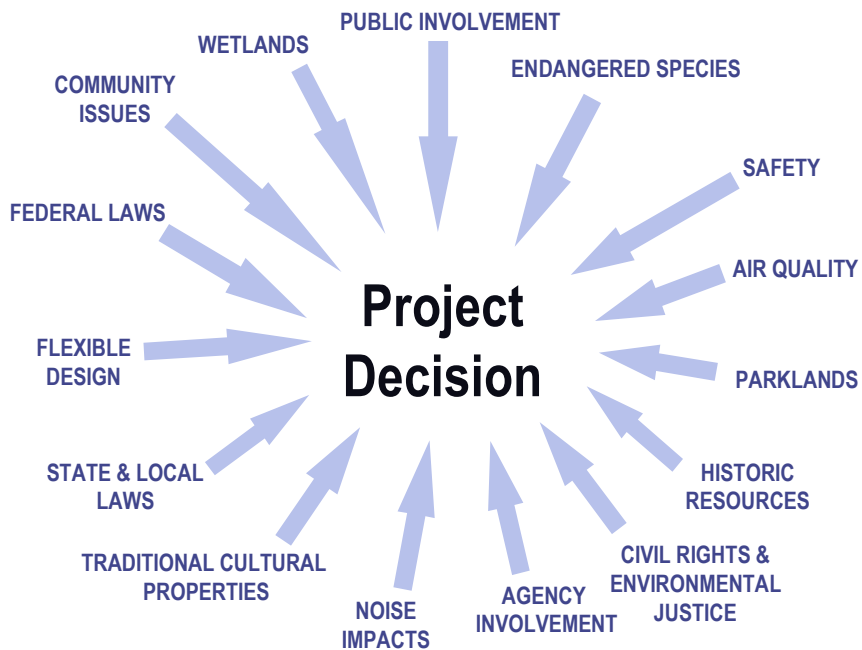 PUBLIC INVOLVEMENT
WETLANDS
ENDANGERED SPECIES
COMMUNITY
ISSUES
SAFETY
FEDERAL LAWS
AIR QUALITY
Project
Decision
FLEXIBLE
DESIGN
PARKLANDS
STATE & LOCAL
LAWS
HISTORIC
RESOURCES
TRADITIONAL CULTURAL
PROPERTIES
CIVIL RIGHTS &
ENVIRONMENTAL
JUSTICE
NOISE
IMPACTS
AGENCY
INVOLVEMENT